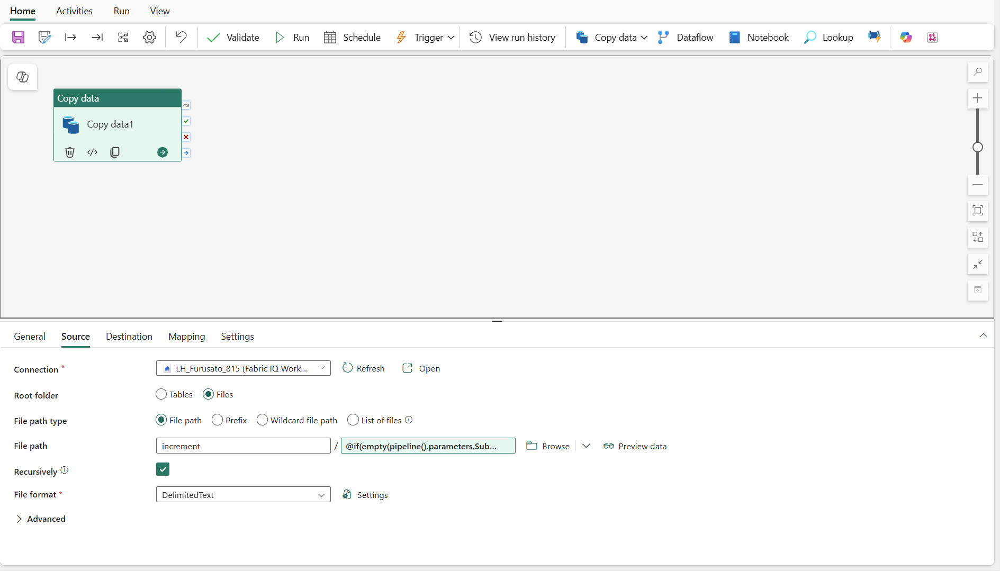 Home Activities Run View
Validate Run Schedule Trigger View run history Copy data Dataflow Notebook Lookup
Copy data
Copy data1
General Source Destination Mapping Settings
Connection * LH_Furusato_815 (Fabric IQ Work... Refresh Open
Root folder Tables Files
File path type File path Prefix Wildcard file path List of files
File path increment / @if(empty(pipeline().parameters.Sub... Browse Preview data
Recursively
File format * DelimitedText Settings
Advanced